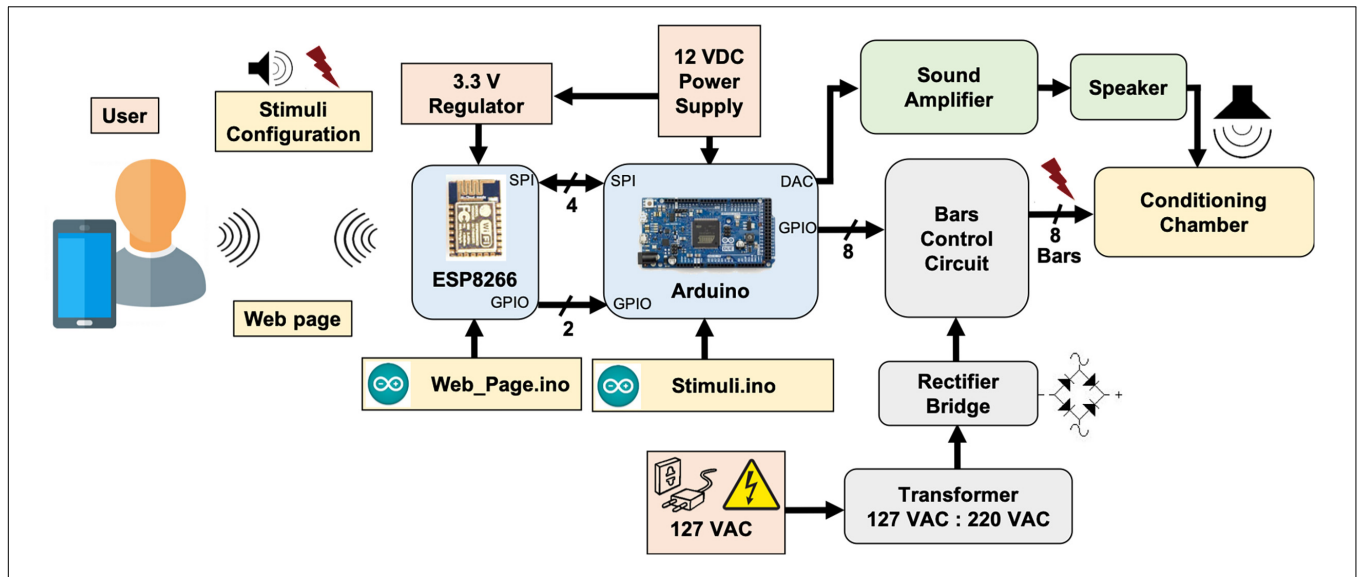 User
Stimuli
Configuration
Web page
3.3 V
Regulator
12 VDC
Power
Supply
SPI
4
SPI
ESP8266
GPIO
2
GPIO
Arduino
DAC
GPIO
8
Web_Page.ino
Stimuli.ino
Sound
Amplifier
Speaker
Bars
Control
Circuit
8
Bars
Conditioning
Chamber
Rectifier
Bridge
- +
127 VAC
Transformer
127 VAC : 220 VAC